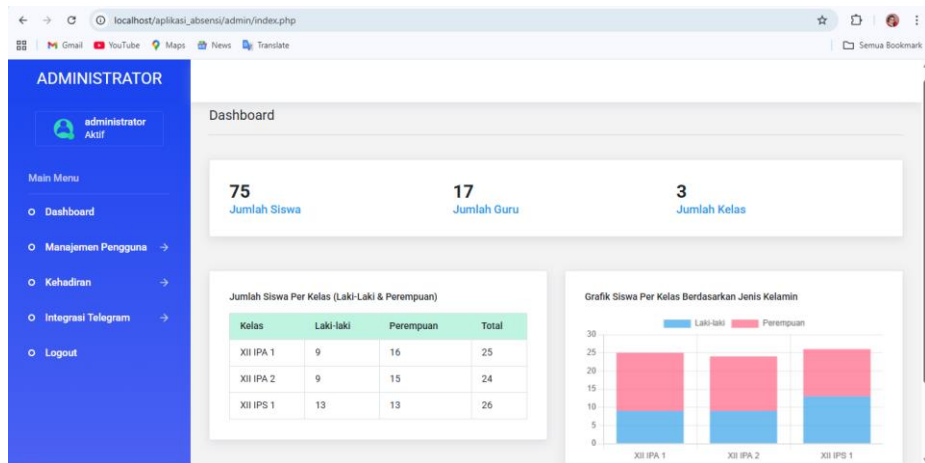 localhost/aplikasi_absensi/admin/index.php
Gmail YouTube Maps News Translate Semua Bookmark
ADMINISTRATOR
administrator
Aktif
Main Menu
Dashboard
Manajemen Pengguna
Kehadiran
Integrasi Telegram
Logout
Dashboard
75 17 3
Jumlah Siswa Jumlah Guru Jumlah Kelas
Jumlah Siswa Per Kelas (Laki-Laki & Perempuan)
Kelas Laki-laki Perempuan Total
XII IPA 1 9 16 25
XII IPA 2 9 15 24
XII IPS 1 13 13 26
Grafik Siswa Per Kelas Berdasarkan Jenis Kelamin
Laki-laki Perempuan
30
25
20
15
10
5
0
XII IPA 1 XII IPA 2 XII IPS 1